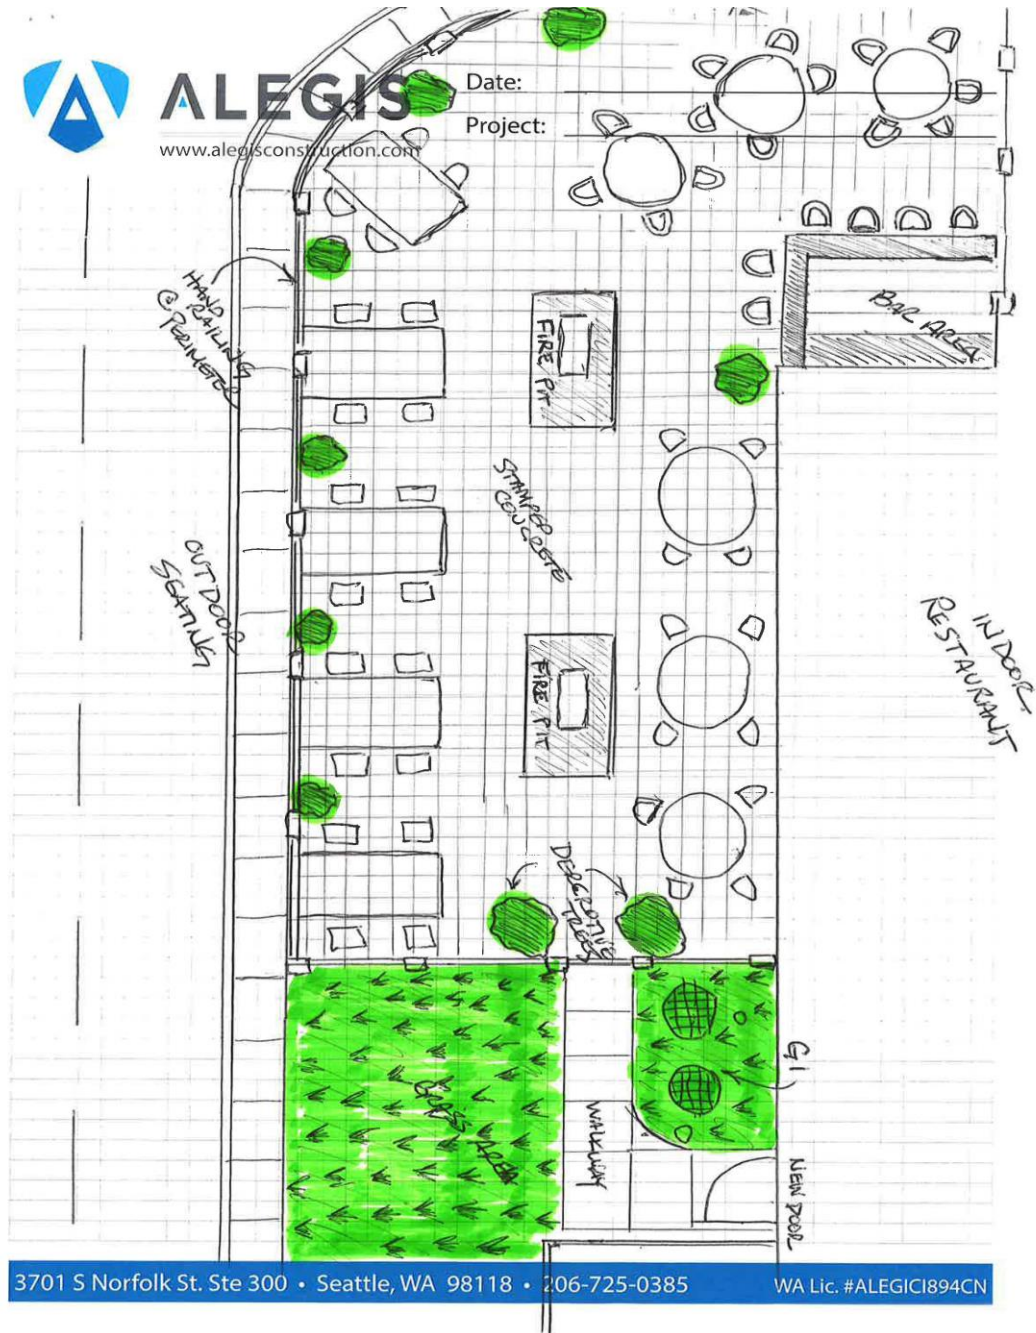 ALEGIS
www.alegisconstruction.com
Date:
Project:
HAND
RAILING
@ PERIMETER
BAR AREA
FIRE PIT
STAMPED
CONCRETE
OUTDOOR
SEATING
INDOOR
RESTAURANT
FIRE PIT
TREES
G1
GRASS AREA
WALKWAY
NEW DOOR
3701 S Norfolk St. Ste 300 • Seattle, WA 98118 • 206-725-0385
WA Lic. #ALEGICI894CN